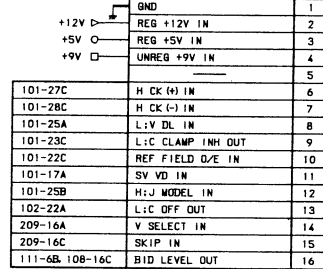 GND 1
+12V REG +12V IN 2
+5V REG +5V IN 3
+9V UNREG +9V IN 4
5
101-27C H CK (+) IN 6
101-28C H CK (-) IN 7
101-25A L;V DL IN 8
101-23C L;C CLAMP INH OUT 9
101-22C REF FIELD O/E IN 10
101-17A SV VD IN 11
101-25B H;J MODEL IN 12
102-22A L;C OFF OUT 13
209-16A V SELECT IN 14
209-16C SKIP IN 15
111-6B, 108-16C BID LEVEL OUT 16